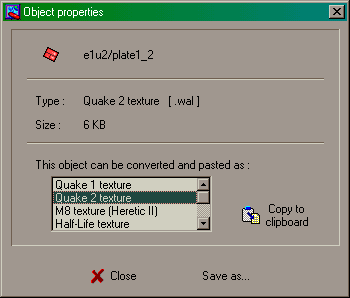 Object properties
e1u2/plate1_2
Type : Quake 2 texture [ .wal ]
Size : 6 KB
This object can be converted and pasted as :
Quake 1 texture
Quake 2 texture
M8 texture (Heretic II)
Half-Life texture
Copy to
clipboard
Close Save as...